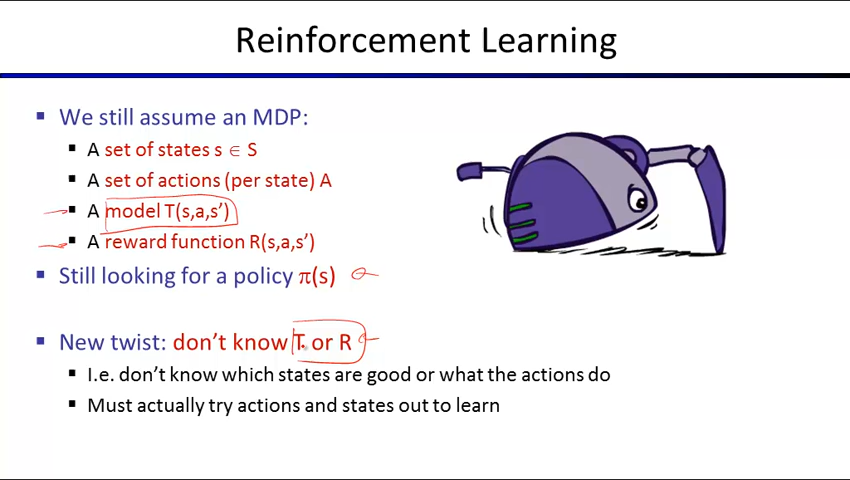 Reinforcement Learning
▪ We still assume an MDP:
▪ A set of states s ∈ S
▪ A set of actions (per state) A
▪ A model T(s,a,s’)
▪ A reward function R(s,a,s’)
▪ Still looking for a policy π(s)
▪ New twist: don’t know T or R
▪ I.e. don’t know which states are good or what the actions do
▪ Must actually try actions and states out to learn